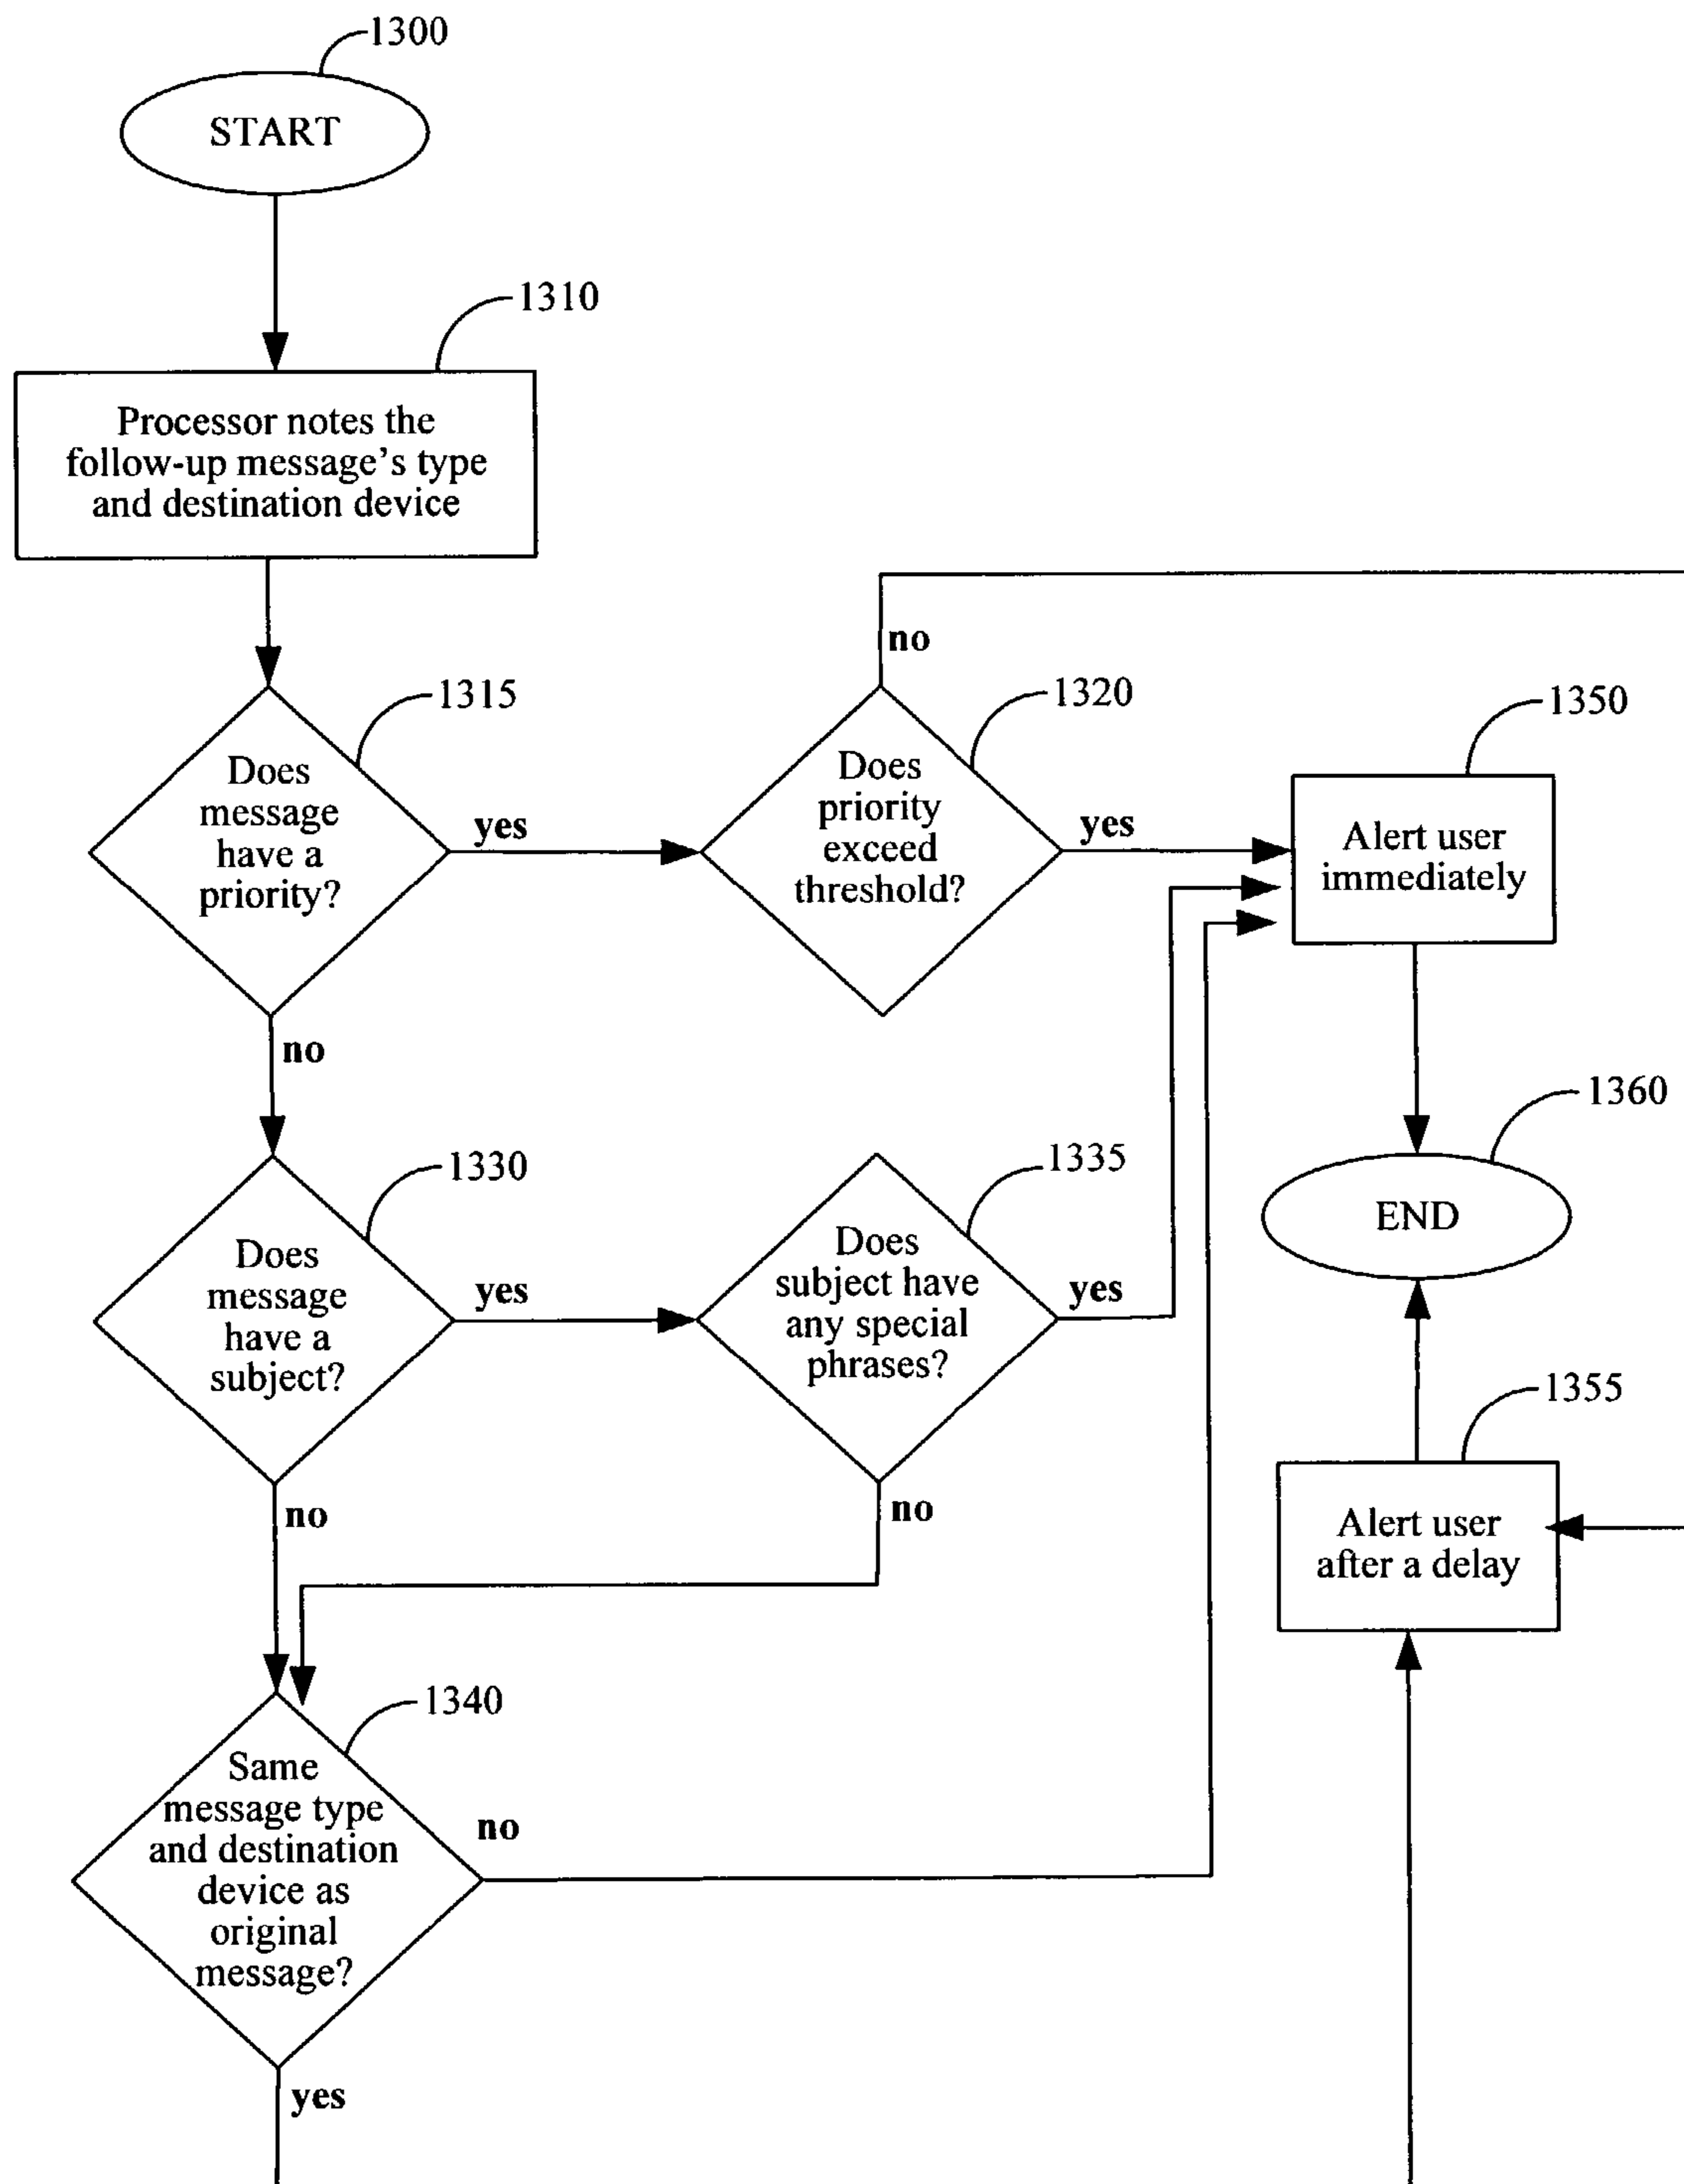 1300
START
1310
Processor notes the
follow-up message's type
and destination device
no
1315
1320
1350
Does
message
have a
priority?
yes
Does
priority
exceed
threshold?
yes
Alert user
immediately
no
1360
1330
1335
END
Does
message
have a
subject?
yes
Does
subject have
any special
phrases?
yes
1355
no
no
Alert user
after a delay
1340
Same
message type
and destination
device as
original
message?
no
yes